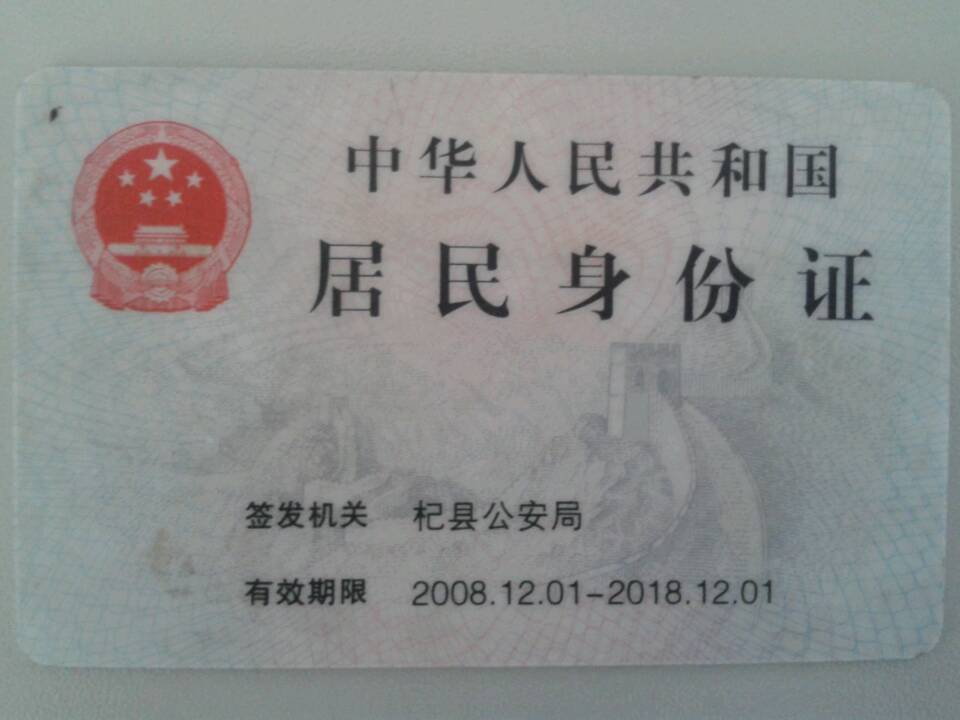 中华人民共和国
居民身份证
签发机关 杞县公安局
有效期限 2008.12.01-2018.12.01